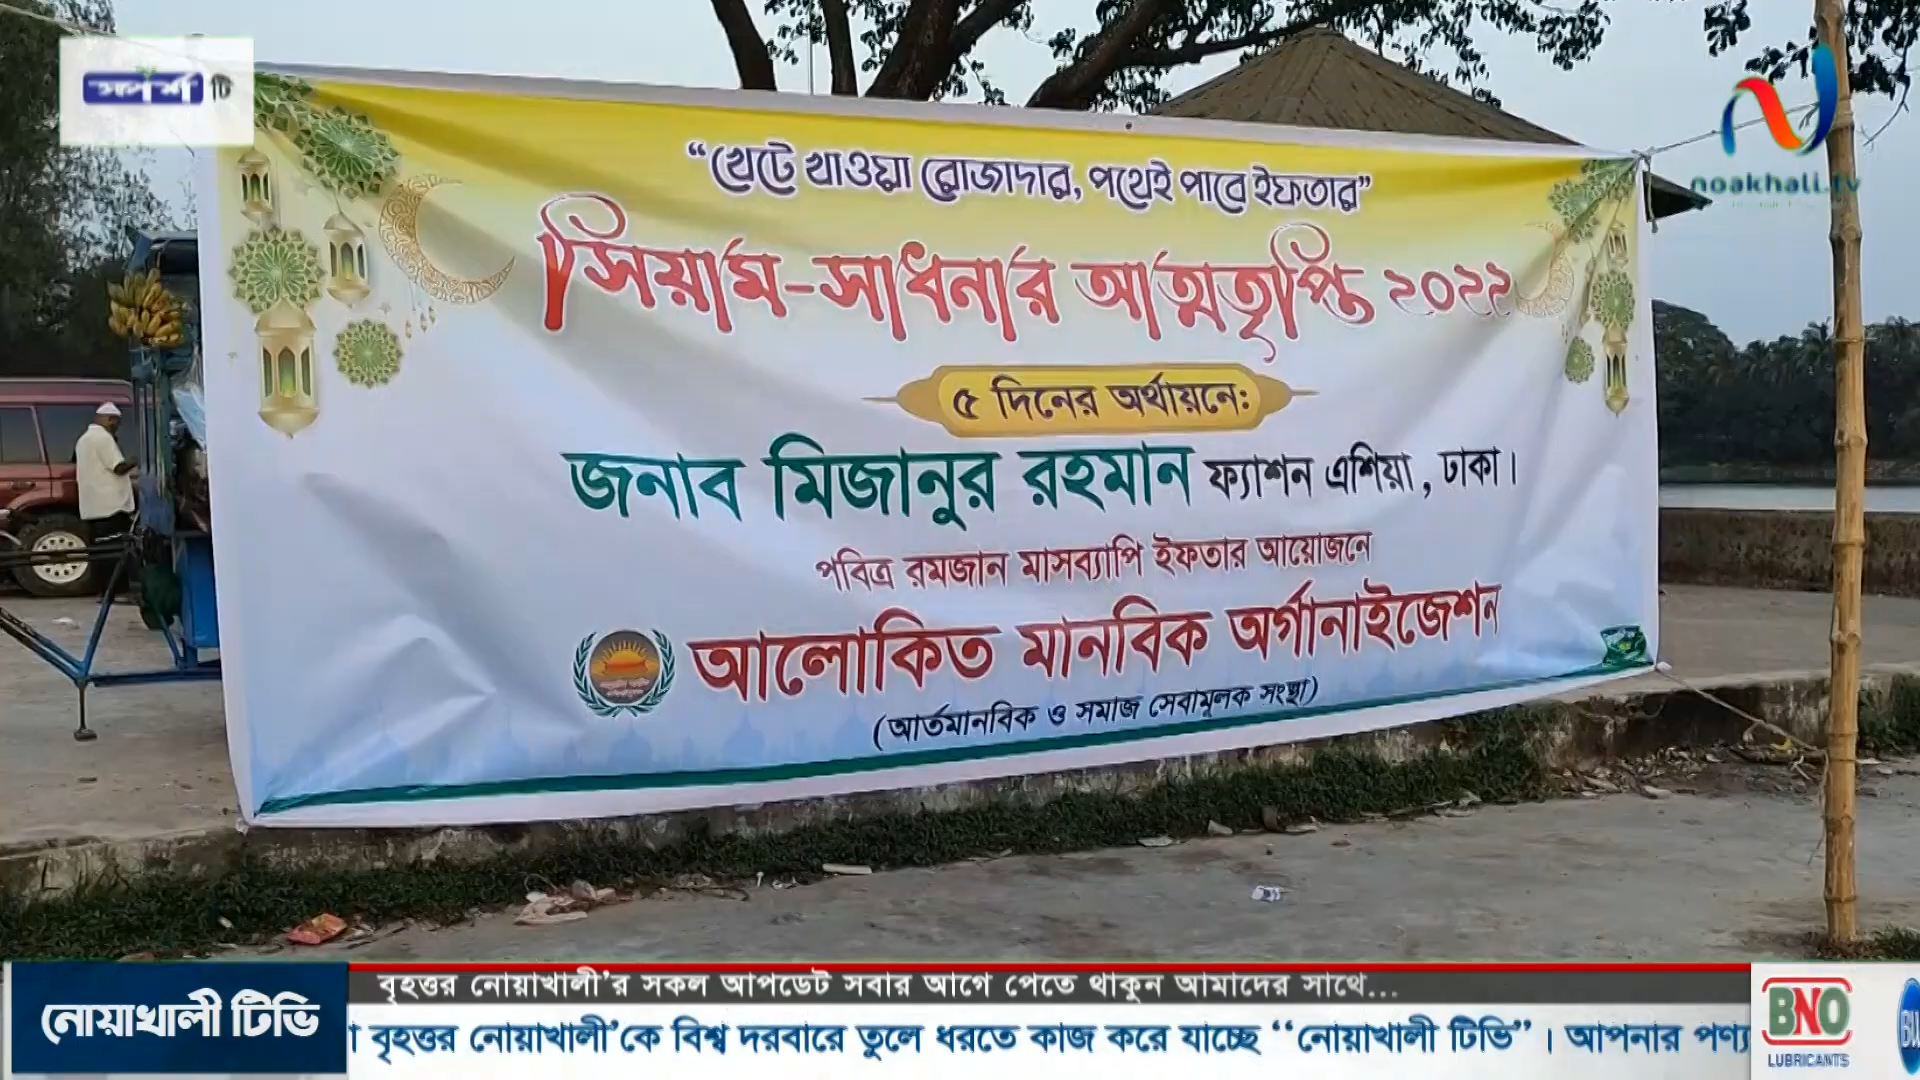 স্পর্শ টি
noakhali.tv
“খেটে খাওয়া রোজাদার, পথেই পাবে ইফতার”
সিয়াম-সাধনার আত্মতৃপ্তি ২০২২
৫ দিনের অর্থায়নে:
জনাব মিজানুর রহমান ফ্যাশন এশিয়া, ঢাকা।
পবিত্র রমজান মাসব্যাপি ইফতার আয়োজনে
আলোকিত মানবিক অর্গানাইজেশন
(আর্তমানবিক ও সমাজ সেবামূলক সংস্থা)
বৃহত্তর নোয়াখালী’র সকল আপডেট সবার আগে পেতে থাকুন আমাদের সাথে...
নোয়াখালী টিভি
বৃহত্তর নোয়াখালী’কে বিশ্ব দরবারে তুলে ধরতে কাজ করে যাচ্ছে ‘‘নোয়াখালী টিভি’’। আপনার পণ্য
BNO
LUBRICANTS